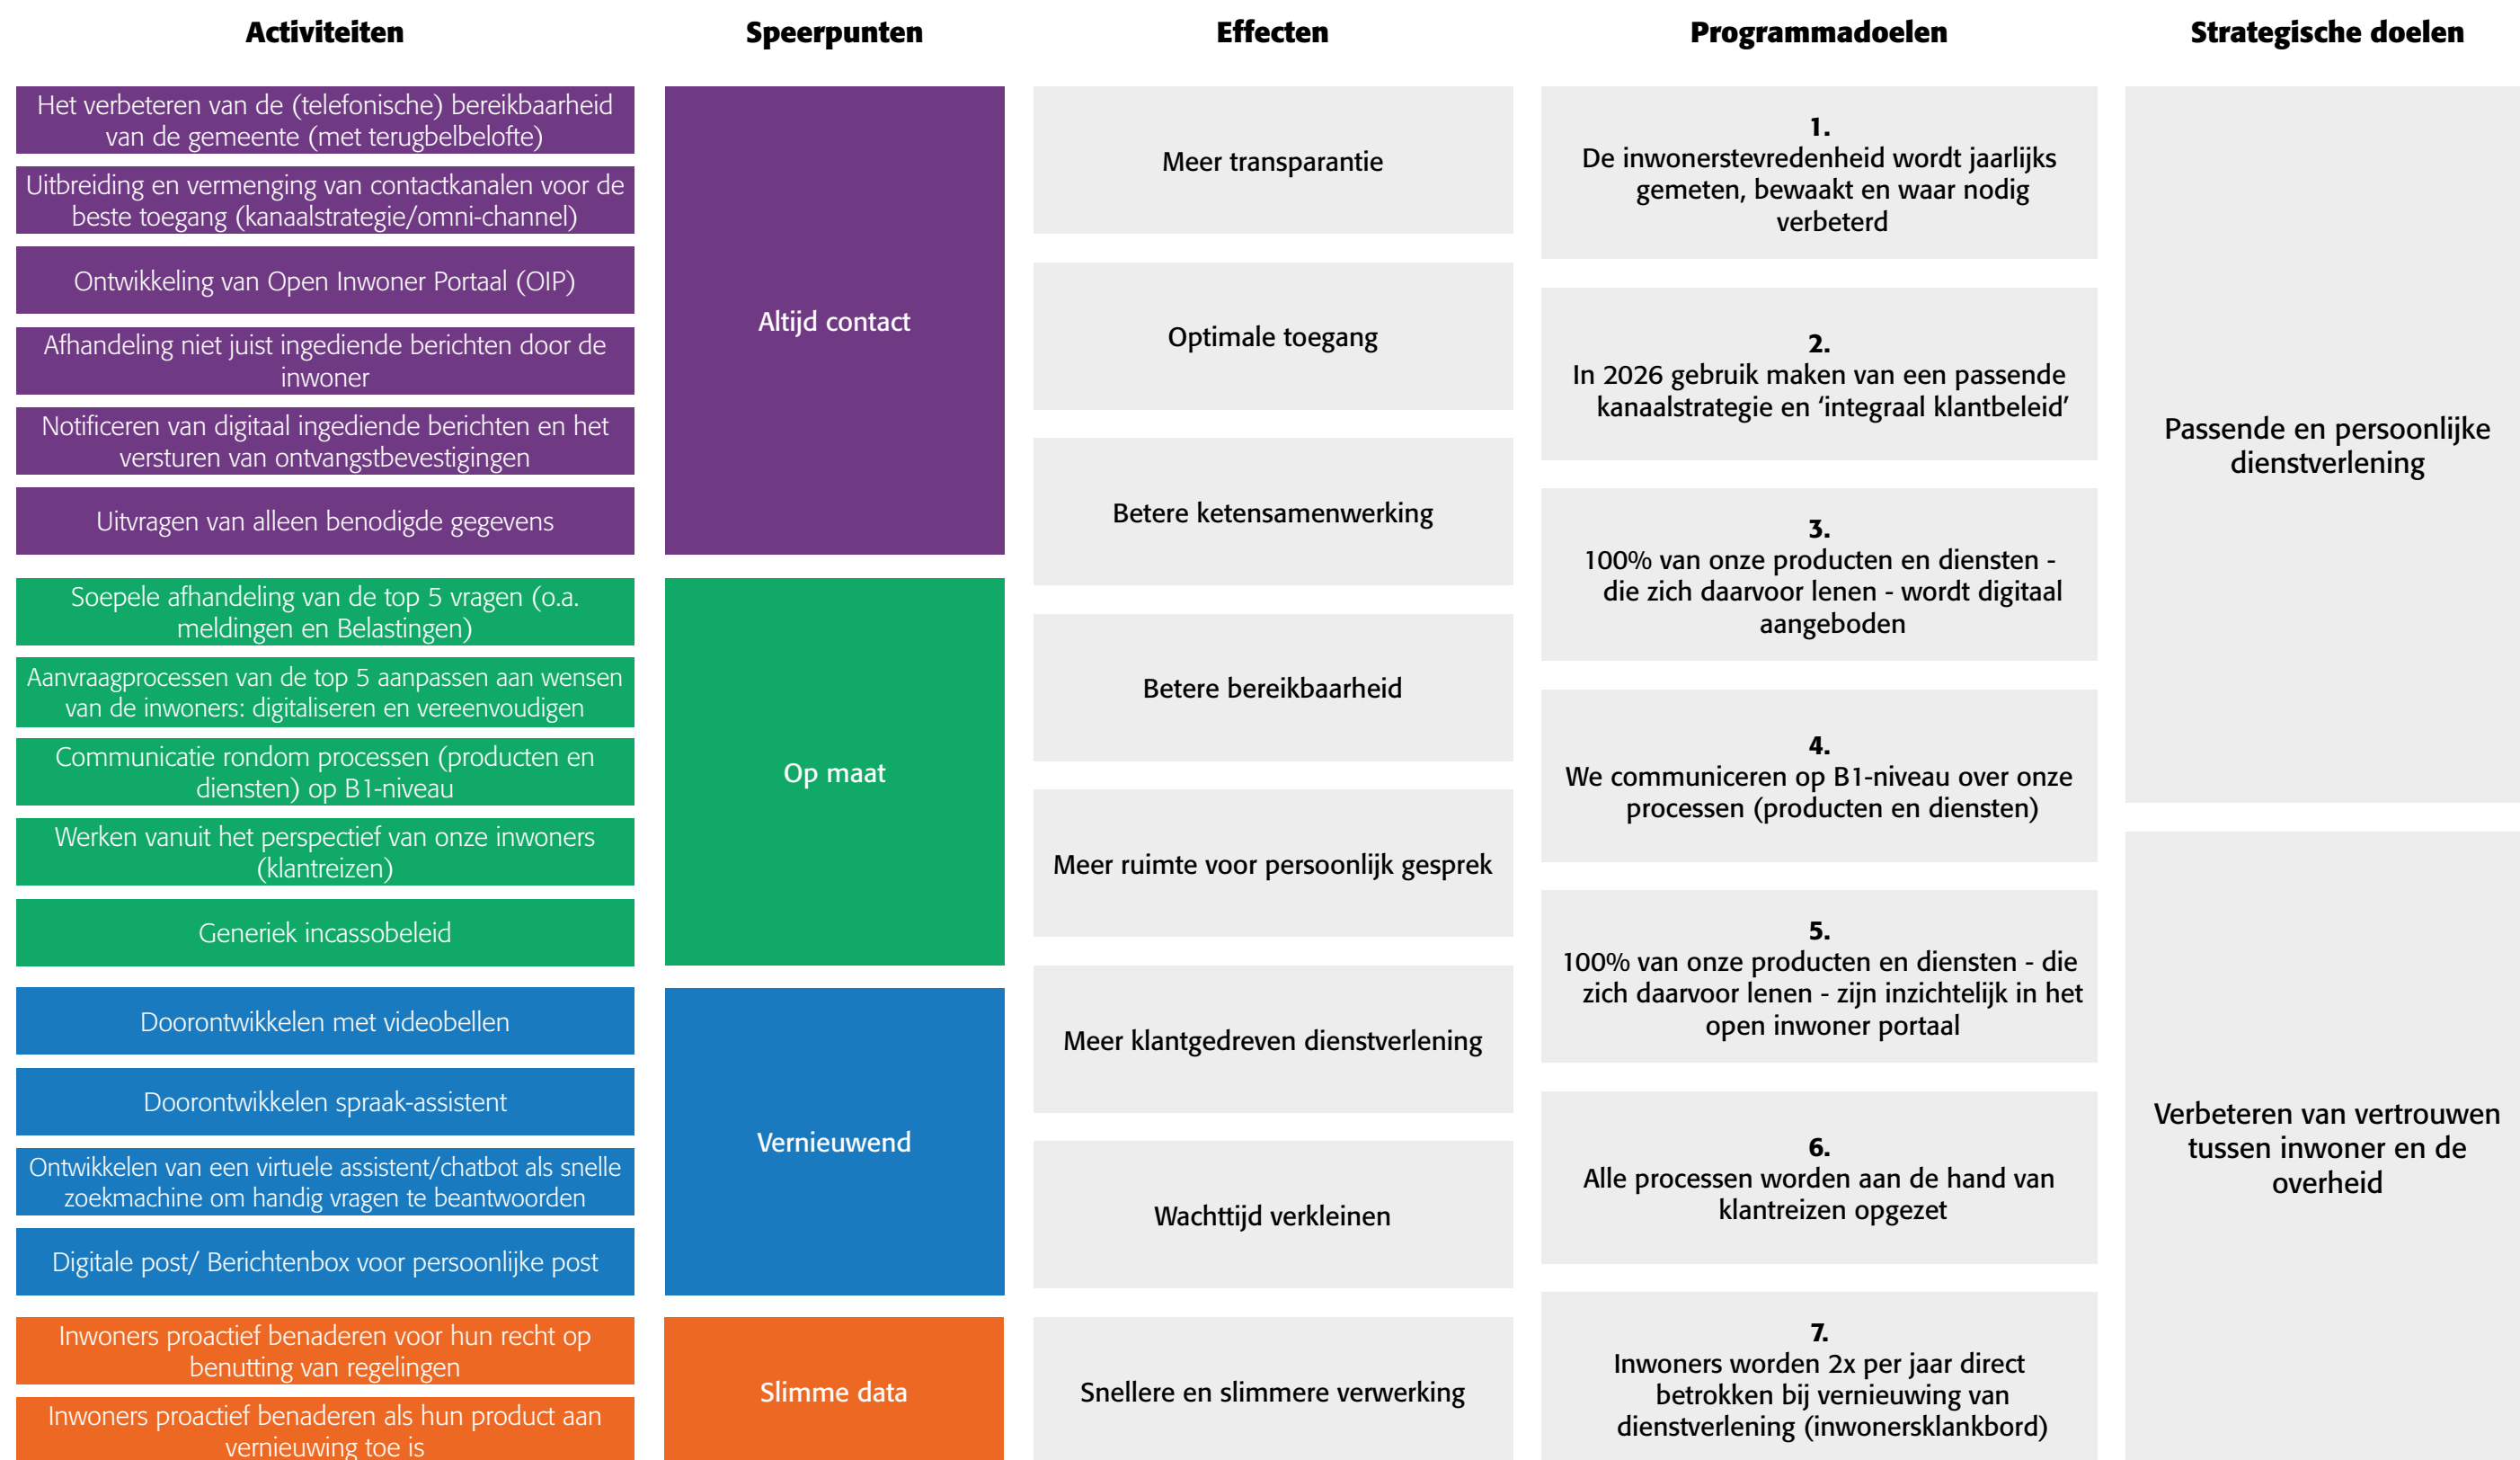 Activiteiten
Het verbeteren van de (telefonische) bereikbaarheid
van de gemeente (met terugbelbelofte)
Uitbreiding en vermenging van contactkanalen voor de
beste toegang (kanaalstrategie/omni-channel)
Ontwikkeling van Open Inwoner Portaal (OIP)
Afhandeling niet juist ingediende berichten door de
inwoner
Notificeren van digitaal ingediende berichten en het
versturen van ontvangstbevestigingen
Uitvragen van alleen benodigde gegevens
Soepele afhandeling van de top 5 vragen (o.a.
meldingen en Belastingen)
Aanvraagprocessen van de top 5 aanpassen aan wensen
van de inwoners: digitaliseren en vereenvoudigen
Communicatie rondom processen (producten en
diensten) op B1-niveau
Werken vanuit het perspectief van onze inwoners
(klantreizen)
Generiek incassobeleid
Doorontwikkelen met videobellen
Doorontwikkelen spraak-assistent
Ontwikkelen van een virtuele assistent/chatbot als snelle
zoekmachine om handig vragen te beantwoorden
Digitale post/ Berichtenbox voor persoonlijke post
Inwoners proactief benaderen voor hun recht op
benutting van regelingen
Inwoners proactief benaderen als hun product aan
vernieuwing toe is
Speerpunten
Altijd contact
Op maat
Vernieuwend
Slimme data
Effecten
Meer transparantie
Optimale toegang
Betere ketensamenwerking
Betere bereikbaarheid
Meer ruimte voor persoonlijk gesprek
Meer klantgedreven dienstverlening
Wachttijd verkleinen
Snellere en slimmere verwerking
Programmadoelen
1.
De inwonerstevredenheid wordt jaarlijks
gemeten, bewaakt en waar nodig
verbeterd
2.
In 2026 gebruik maken van een passende
kanaalstrategie en ‘integraal klantbeleid’
3.
100% van onze producten en diensten -
die zich daarvoor lenen - wordt digitaal
aangeboden
4.
We communiceren op B1-niveau over onze
processen (producten en diensten)
5.
100% van onze producten en diensten - die
zich daarvoor lenen - zijn inzichtelijk in het
open inwoner portaal
6.
Alle processen worden aan de hand van
klantreizen opgezet
7.
Inwoners worden 2x per jaar direct
betrokken bij vernieuwing van
dienstverlening (inwonersklankbord)
Strategische doelen
Passende en persoonlijke
dienstverlening
Verbeteren van vertrouwen
tussen inwoner en de
overheid